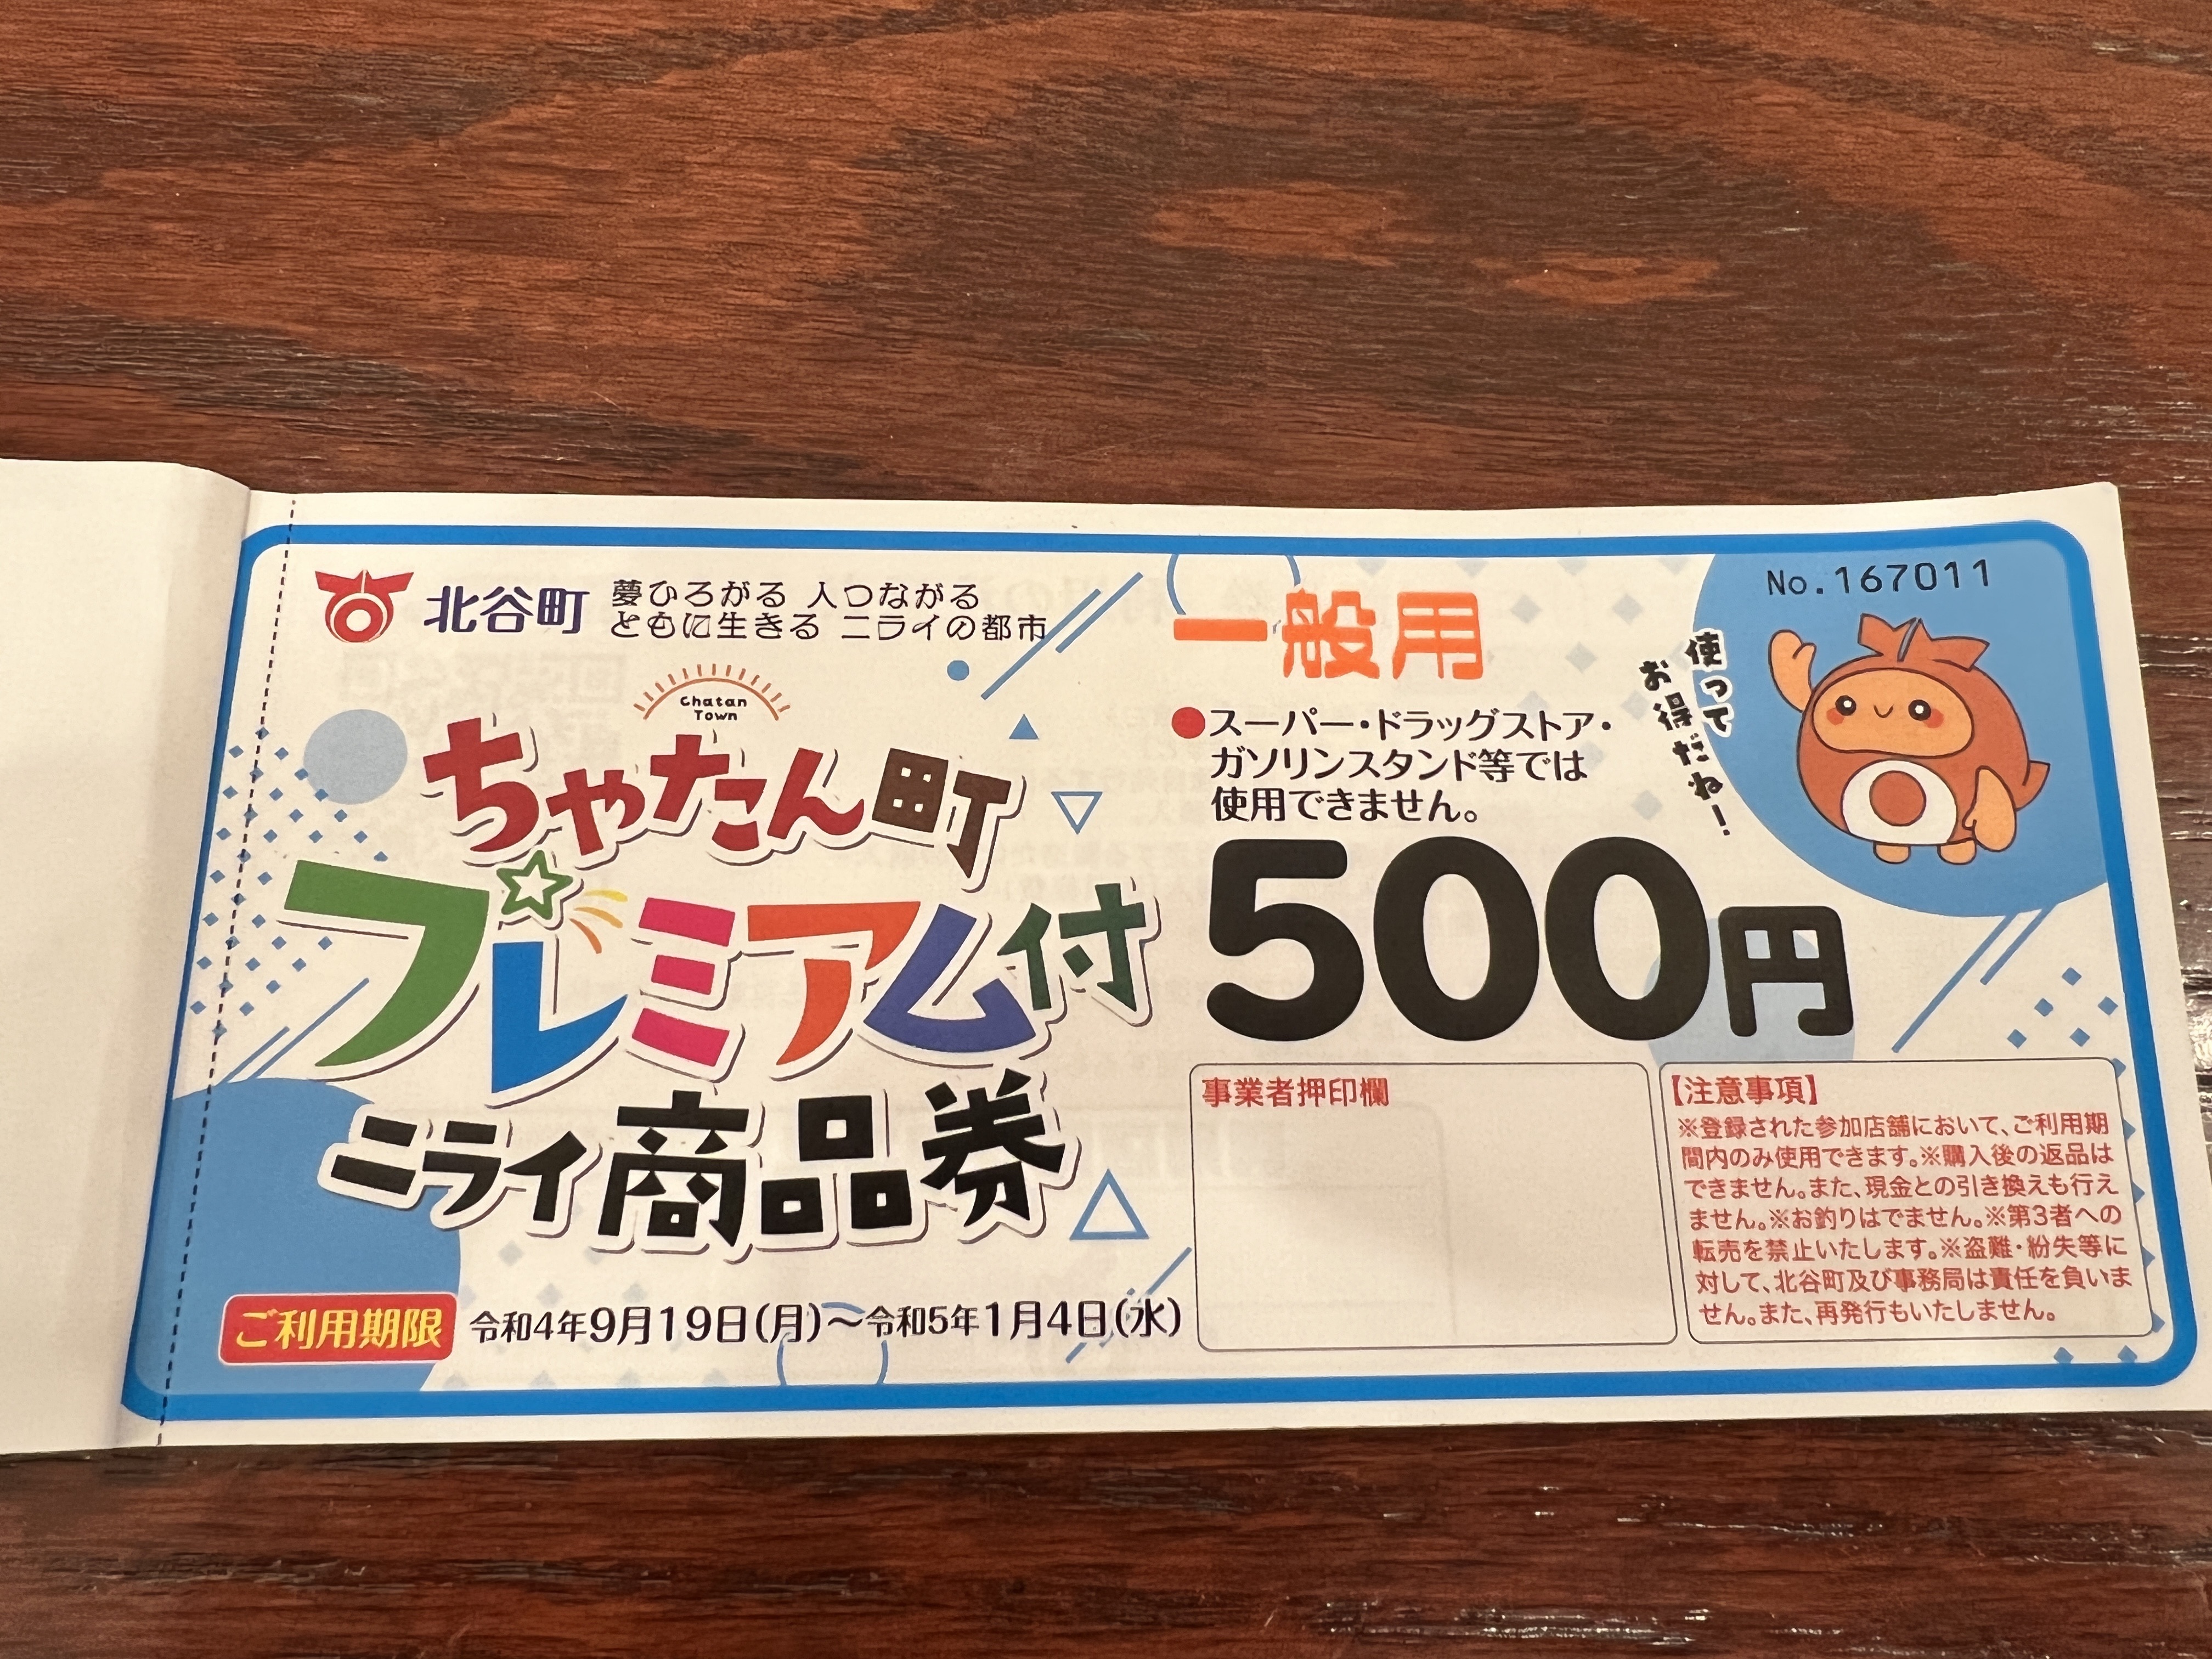 北谷町
夢ひろがる 人つながる
ともに生きる ニライの都市
Chatan
Town
ちゃたん町
プレミアム付
ニライ商品券
ご利用期限 令和4年9月19日(月)～令和5年1月4日(水)
一般用
●スーパー・ドラッグストア・
ガソリンスタンド等では
使用できません。
500円
No.167011
使って
お得だね!
事業者押印欄
【注意事項】
※登録された参加店舗において、ご利用期
間内のみ使用できます。※購入後の返品は
できません。また、現金との引き換えも行え
ません。※お釣りはでません。※第3者への
転売を禁止いたします。※盗難・紛失等に
対して、北谷町及び事務局は責任を負いま
せん。また、再発行もいたしません。